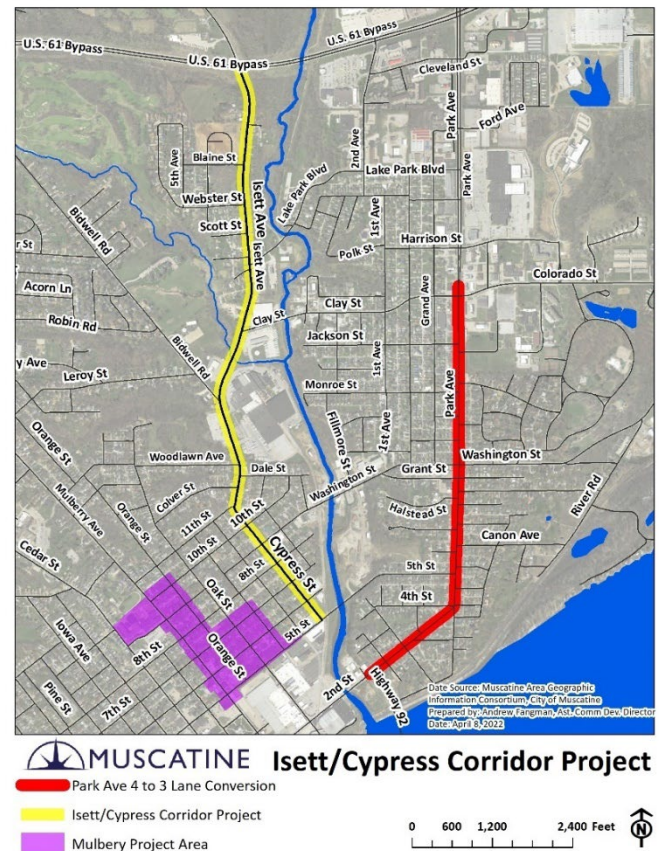 U.S. 61 Bypass
U.S. 61 Bypass
Cleveland St
Park Ave
Ford Ave
2nd Ave
5th Ave
Blaine St
Lake Park Blvd
Lake Park Blvd
Park Ave
Webster St
Isett Ave
Scott St
Isett Ave
1st Ave
Bidwell Rd
Polk St
Harrison St
r St
Colorado St
Acorn Ln
Clay St
Grand Ave
Clay St
Robin Rd
Jackson St
Bidwell Rd
y Ave
Leroy St
1st Ave
Monroe St
Park Ave
Orange St
Fillmore St
1st Ave
Woodlawn Ave
Washington St
Dale St
Grant St
Mulberry Ave
Colver St
Washington St
River Rd
Orange St
11th St
10th St
Halstead St
Canon Ave
Cedar St
10th St
Cypress St
8th St
5th St
Oak St
4th St
Iowa Ave
5th St
8th St
Orange St
Pine St
7th St
2nd St
Highway 92
Date Source: Muscatine Area Geographic
Information Consortium, City of Muscatine
Prepared by: Andrew Fangman, Ast. Comm Dev. Director
Date: April 8, 2022
MUSCATINE
Isett/Cypress Corridor Project
Park Ave 4 to 3 Lane Conversion
Isett/Cypress Corridor Project
Mulbery Project Area
0 600 1,200 2,400 Feet
N